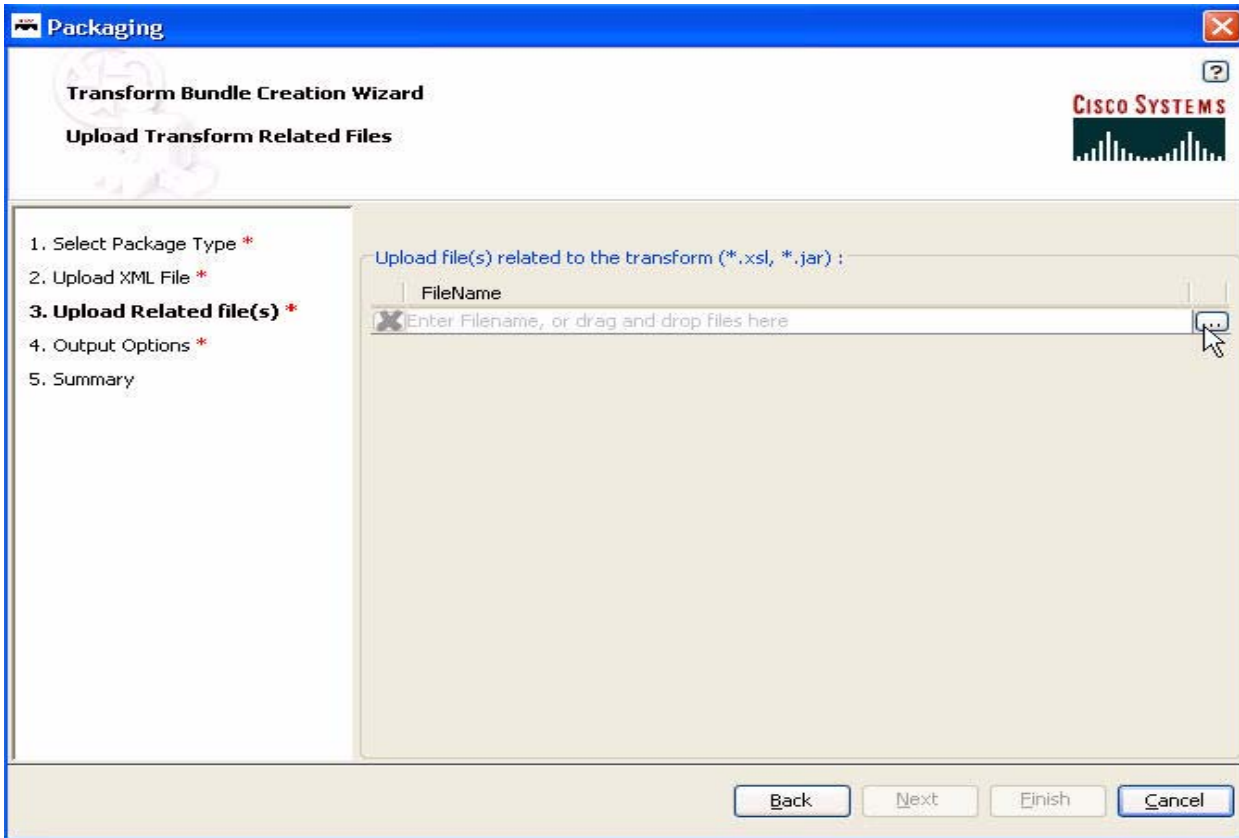 Packaging
?
Transform Bundle Creation Wizard
Upload Transform Related Files
CISCO SYSTEMS
1. Select Package Type *
2. Upload XML File *
3. Upload Related file(s) *
4. Output Options *
5. Summary
Upload file(s) related to the transform (*.xsl, *.jar) :
FileName
Enter Filename, or drag and drop files here
...
Back
Next
Finish
Cancel